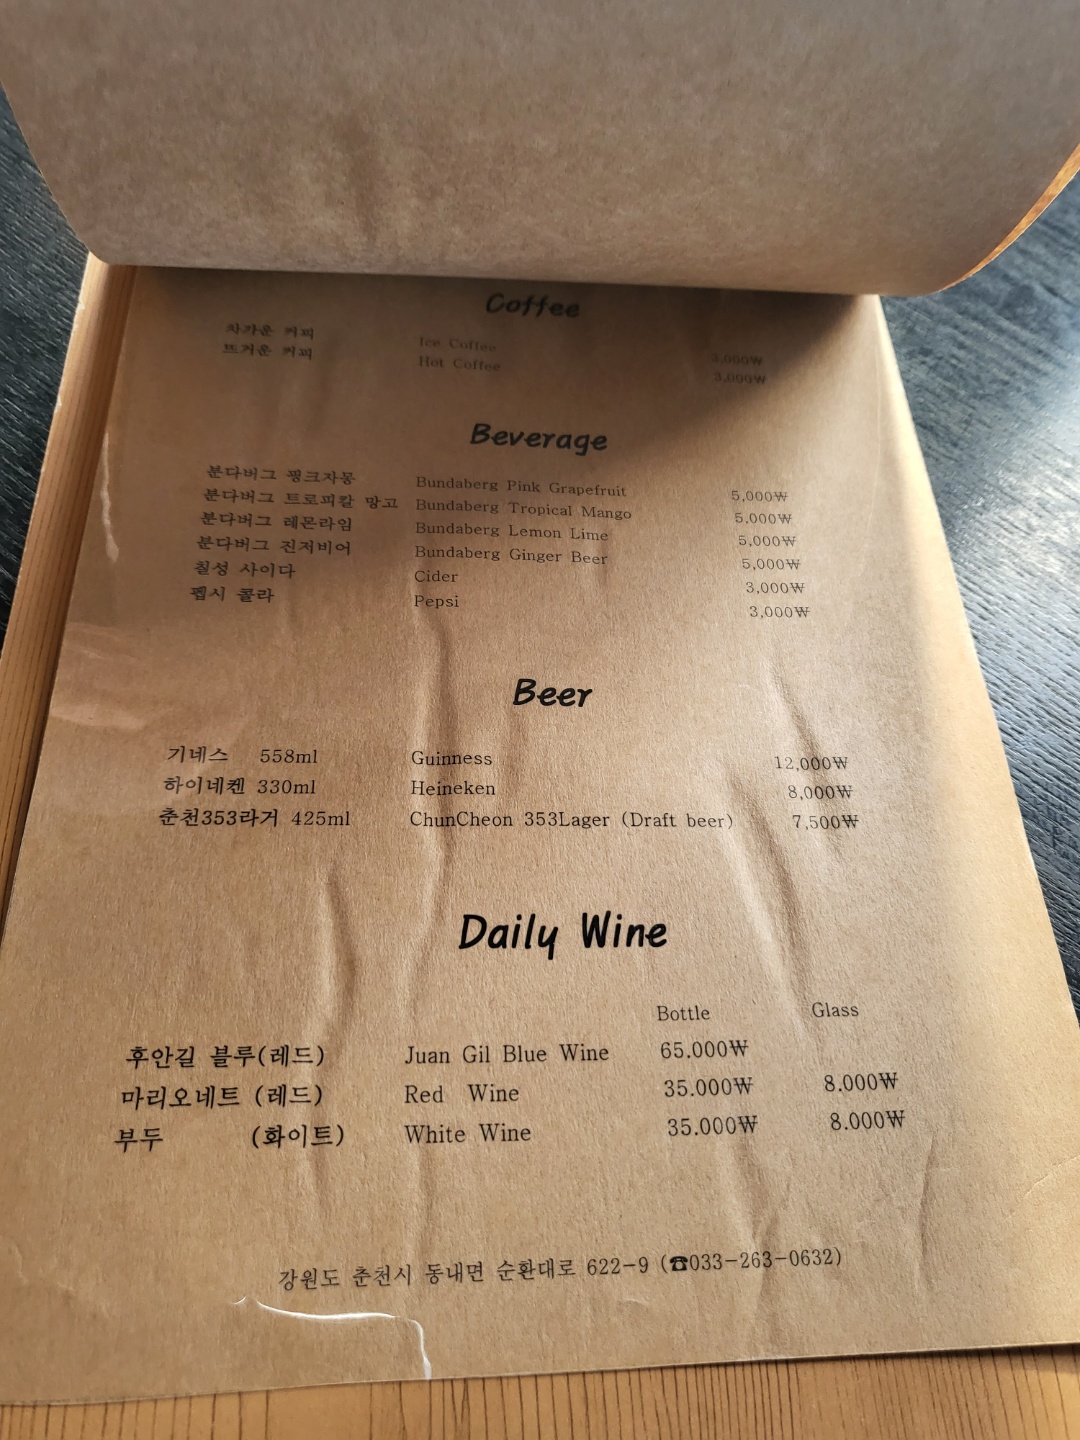 Coffee
차가운 커피 Ice Coffee 3,000₩
뜨거운 커피 Hot Coffee 3,000₩
Beverage
분다버그 핑크자몽 Bundaberg Pink Grapefruit 5,000₩
분다버그 트로피칼 망고 Bundaberg Tropical Mango 5,000₩
분다버그 레몬라임 Bundaberg Lemon Lime 5,000₩
분다버그 진저비어 Bundaberg Ginger Beer 5,000₩
칠성 사이다 Cider 3,000₩
펩시 콜라 Pepsi 3,000₩
Beer
기네스 558ml Guinness 12,000₩
하이네켄 330ml Heineken 8,000₩
춘천353라거 425ml ChunCheon 353Lager (Draft beer) 7,500₩
Daily Wine
Bottle Glass
후안길 블루(레드) Juan Gil Blue Wine 65.000₩
마리오네트 (레드) Red Wine 35.000₩ 8.000₩
부두 (화이트) White Wine 35.000₩ 8.000₩
강원도 춘천시 동내면 순환대로 622-9 (☎033-263-0632)